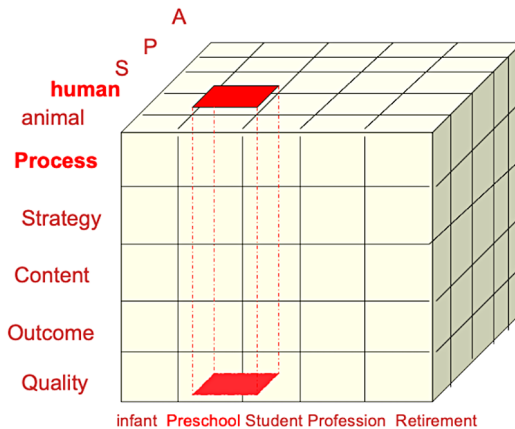 A
P
S
human
animal
Process
Strategy
Content
Outcome
Quality
infant Preschool Student Profession Retirement